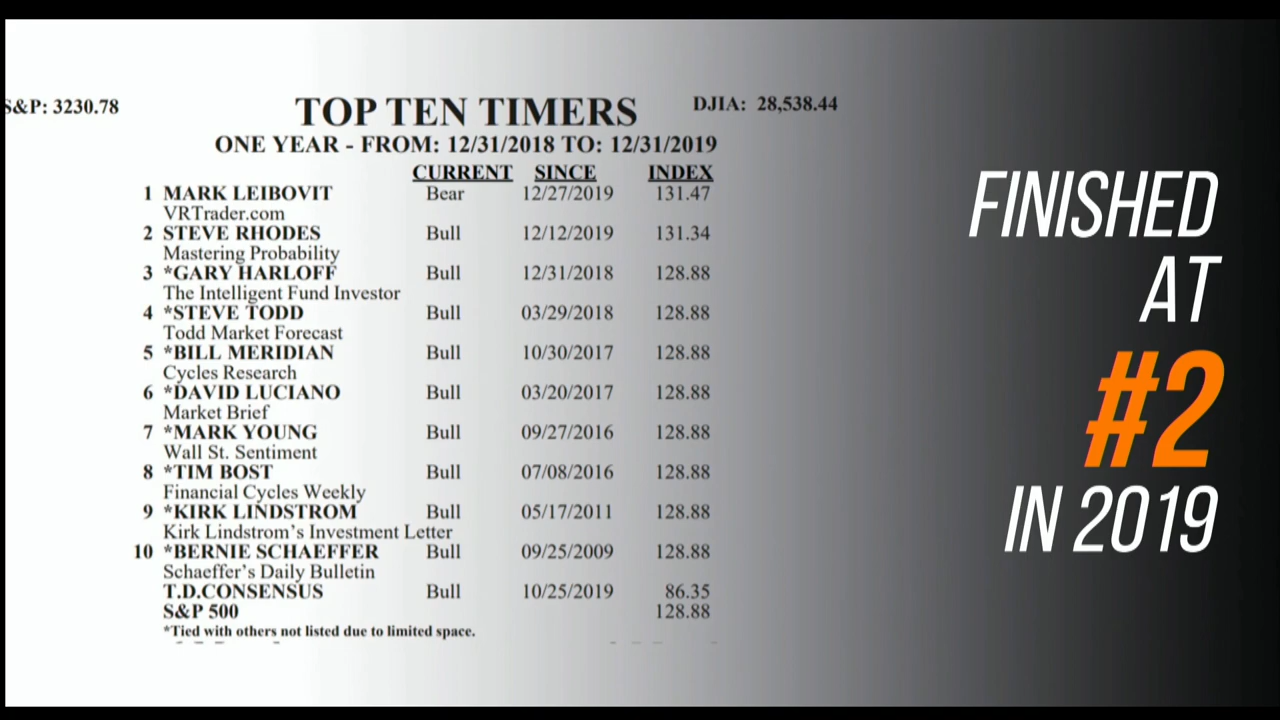 S&P: 3230.78 TOP TEN TIMERS DJIA: 28,538.44
ONE YEAR - FROM: 12/31/2018 TO: 12/31/2019
CURRENT SINCE INDEX
1 MARK LEIBOVIT Bear 12/27/2019 131.47
VRTrader.com
2 STEVE RHODES Bull 12/12/2019 131.34
Mastering Probability
3 *GARY HARLOFF Bull 12/31/2018 128.88
The Intelligent Fund Investor
4 *STEVE TODD Bull 03/29/2018 128.88
Todd Market Forecast
5 *BILL MERIDIAN Bull 10/30/2017 128.88
Cycles Research
6 *DAVID LUCIANO Bull 03/20/2017 128.88
Market Brief
7 *MARK YOUNG Bull 09/27/2016 128.88
Wall St. Sentiment
8 *TIM BOST Bull 07/08/2016 128.88
Financial Cycles Weekly
9 *KIRK LINDSTROM Bull 05/17/2011 128.88
Kirk Lindstrom's Investment Letter
10 *BERNIE SCHAEFFER Bull 09/25/2009 128.88
Schaeffer's Daily Bulletin
T.D.CONSENSUS Bull 10/25/2019 86.35
S&P 500 128.88
*Tied with others not listed due to limited space.
FINISHED
AT
#2
IN 2019